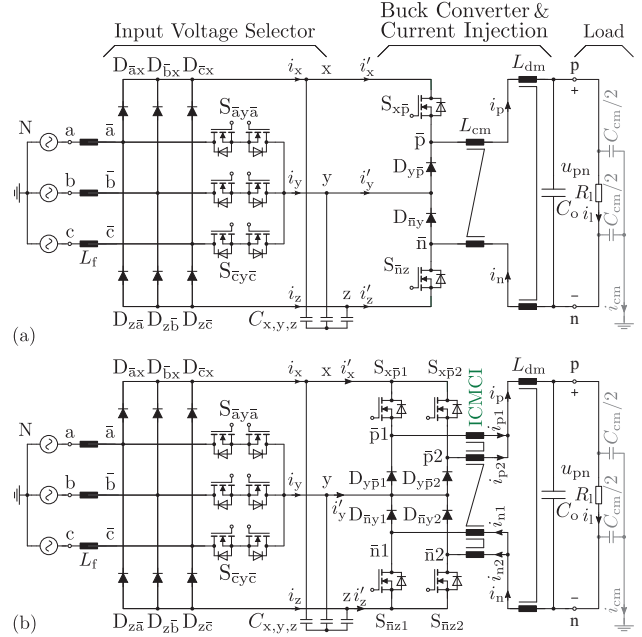 Input Voltage Selector
Buck Converter &
Current Injection
Load
D_āx D_b̄x D_c̄x
i_x x i'_x
L_dm
p
+
N
S_āyā
S_xp̄
i_p
C_cm/2
a ā
p̄
L_cm
D_yp̄
u_pn
b b̄
i_y y i'_y
C_o
R_l
i_l
C_cm/2
D_n̄y
c c̄
L_f
S_c̄yc̄
n̄
S_n̄z
i_n
i_cm
i_z z i'_z
−
n
(a)
D_zā D_zb̄ D_zc̄
C_x,y,z
D_āx D_b̄x D_c̄x
i_x x i'_x
S_xp̄1 S_xp̄2
ICMCI
L_dm
p
+
i_p
i_p1
N
S_āyā
C_cm/2
a ā
p̄1
p̄2
i_p2
D_yp̄1 D_yp̄2
u_pn
b b̄
i_y y i'_y
C_o
R_l
i_l
C_cm/2
D_n̄y1 D_n̄y2
i_n1
c c̄
L_f
S_c̄yc̄
n̄1
n̄2
i_n2
i_n
i_cm
i_z z i'_z
−
n
(b)
D_zā D_zb̄ D_zc̄
C_x,y,z
S_n̄z1 S_n̄z2